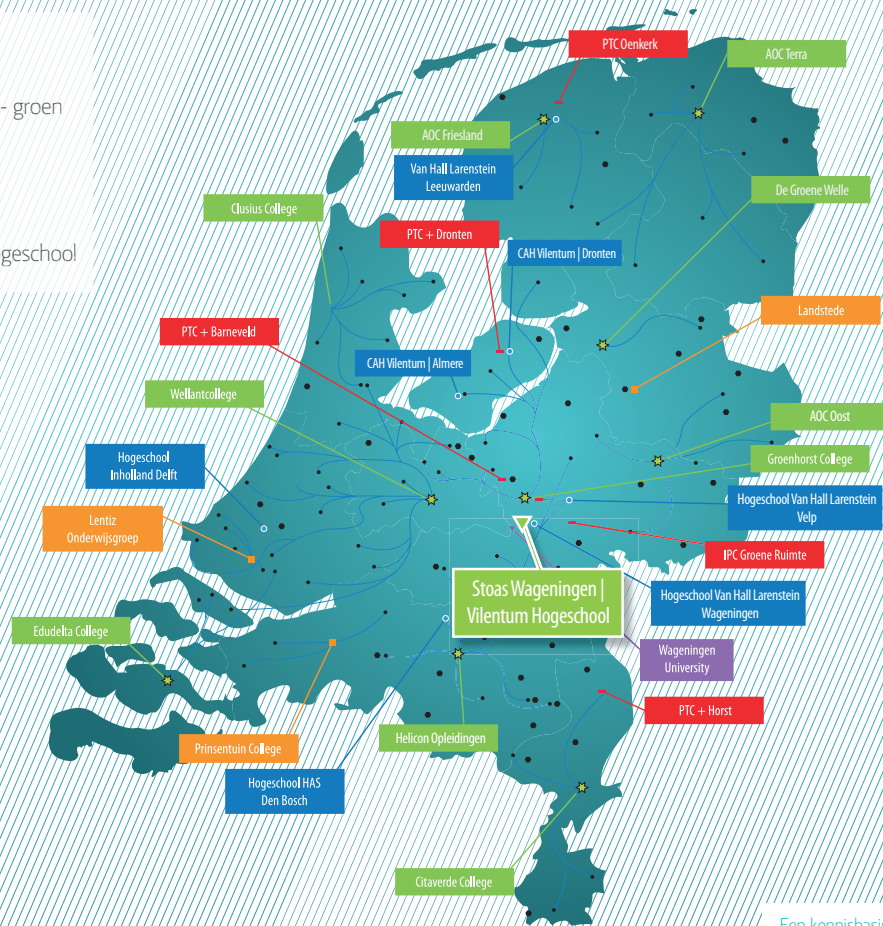 - groen
geschool
PTC Oenkerk
AOC Terra
AOC Friesland
Van Hall Larenstein
Leeuwarden
De Groene Welle
Clusius College
PTC + Dronten
CAH Vilentum | Dronten
Landstede
PTC + Barneveld
CAH Vilentum | Almere
Wellantcollege
AOC Oost
Hogeschool
Inholland Delft
Groenhorst College
Hogeschool Van Hall Larenstein
Velp
Lentiz
Onderwijsgroep
IPC Groene Ruimte
Stoas Wageningen |
Vilentum Hogeschool
Hogeschool Van Hall Larenstein
Wageningen
Edudelta College
Wageningen
University
PTC + Horst
Prinsentuin College
Helicon Opleidingen
Hogeschool HAS
Den Bosch
Citaverde College